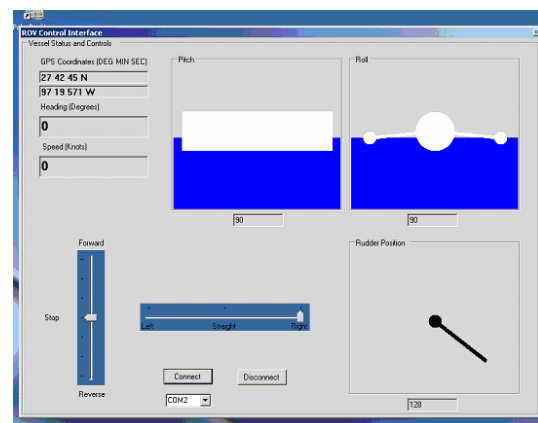 ROV Control Interface
Vessel Status and Controls
GPS Coordinates (DEG MIN SEC)
27 42 45 N
97 19 571 W
Heading (Degrees)
0
Speed (Knots)
0
Pitch
90
Roll
90
Forward
Stop
Reverse
Left Straight Right
Connect Disconnect
COM2
Rudder Position
128